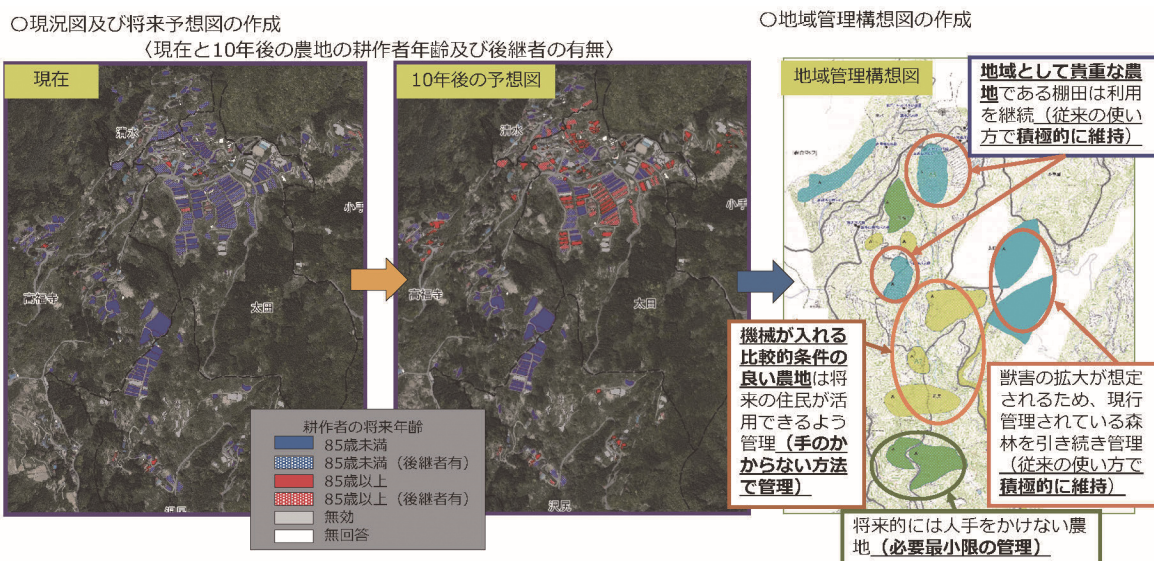 〇現況図及び将来予想図の作成
〈現在と10年後の農地の耕作者年齢及び後継者の有無〉
〇地域管理構想図の作成
現在
清水
小手
高福寺
太田
沢尻
10年後の予想図
清水
小手
高福寺
太田
沢尻
耕作者の将来年齢
85歳未満
85歳未満（後継者有）
85歳以上
85歳以上（後継者有）
無効
無回答
地域管理構想図
地域として貴重な農
地である棚田は利用
を継続（従来の使い
方で積極的に維持）
機械が入れる
比較的条件の
良い農地は将
来の住民が活
用できるよう
管理（手のか
からない方法
で管理）
獣害の拡大が想定
されるため、現行
管理されている森
林を引き続き管理
（従来の使い方で
積極的に維持）
将来的には人手をかけない農
地（必要最小限の管理）